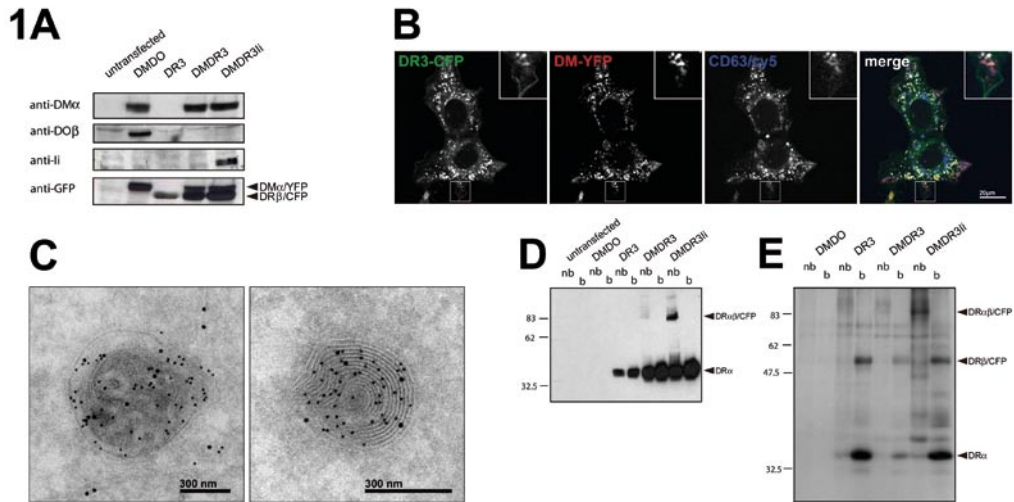 1A
untransfected
DMDO
DR3
DMDR3
DMDR3Ii
anti-DMα
anti-DOβ
anti-Ii
anti-GFP
DMα/YFP
DRβ/CFP
B
DR3-CFP
DM-YFP
CD63/cy5
merge
20μm
C
300 nm
300 nm
D
untransfected
DMDO
DR3
DMDR3
DMDR3Ii
nb nb nb nb nb
b b b b b
83
62
47.5
32.5
DRαβ/CFP
DRα
E
DMDO
DR3
DMDR3
DMDR3Ii
nb nb nb nb
b b b b
83
62
47.5
32.5
DRαβ/CFP
DRβ/CFP
DRα